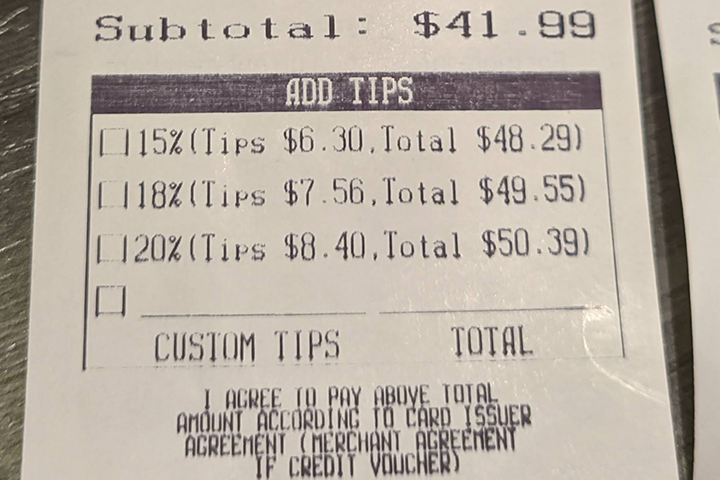 Subtotal: $41.99
ADD TIPS
15%(Tips $6.30,Total $48.29)
18%(Tips $7.56,Total $49.55)
20%(Tips $8.40,Total $50.39)
CUSTOM TIPS TOTAL
I AGREE TO PAY ABOVE TOTAL
AMOUNT ACCORDING TO CARD ISSUER
AGREEMENT (MERCHANT AGREEMENT
IF CREDIT VOUCHER)